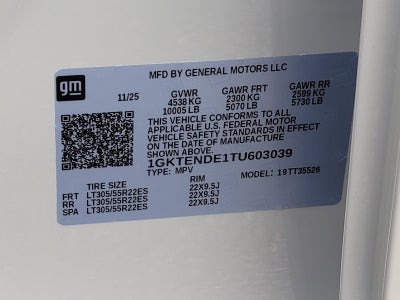 gm
MFD BY GENERAL MOTORS LLC
11/25 GVWR GAWR FRT GAWR RR
4538 KG 2300 KG 2599 KG
10005 LB 5070 LB 5730 LB
THIS VEHICLE CONFORMS TO ALL
APPLICABLE U.S. FEDERAL MOTOR
VEHICLE SAFETY STANDARDS IN EFFECT
ON THE DATE OF MANUFACTURE
SHOWN ABOVE.
1GKTENDE1TU603039
TYPE: MPV MODEL: 19TT35526
TIRE SIZE RIM
FRT LT305/55R22ES 22X9.5J
RR LT305/55R22ES 22X9.5J
SPA LT305/55R22ES 22X9.5J